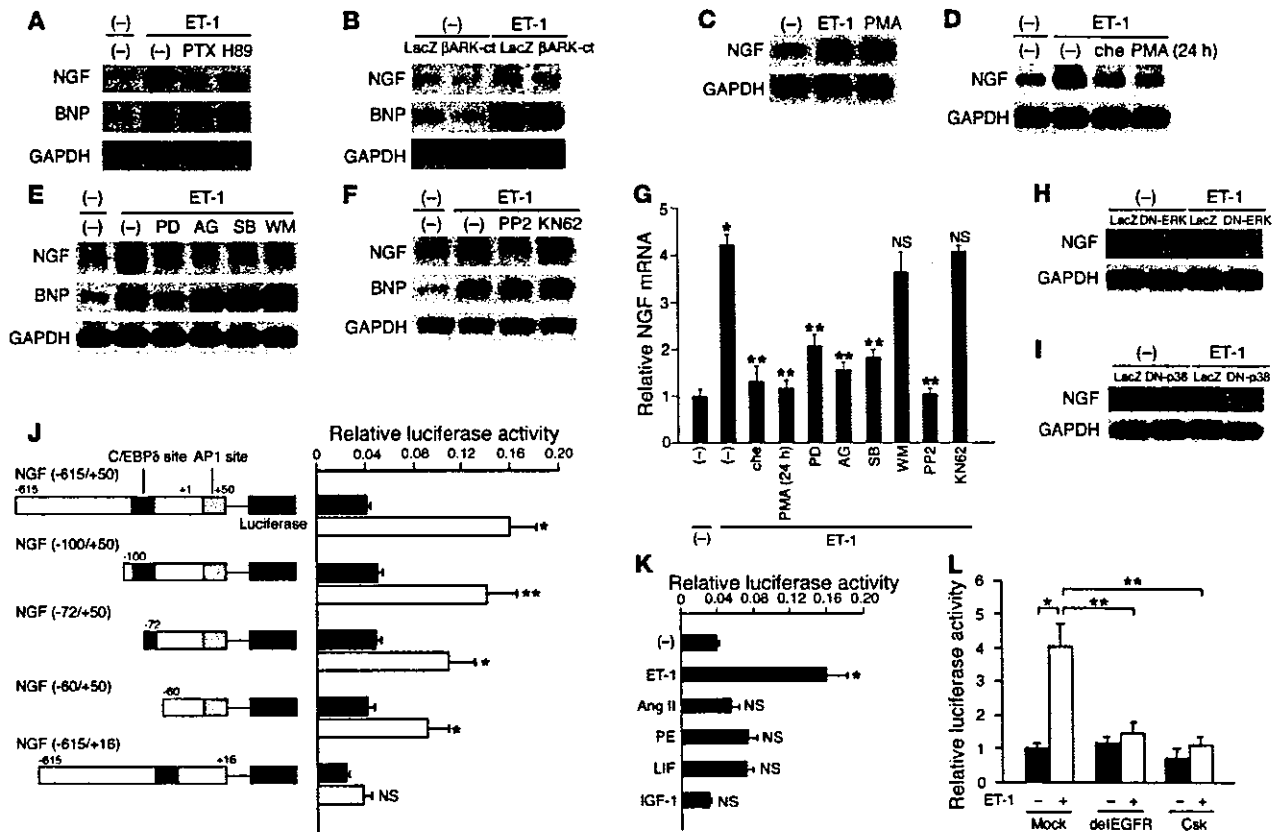 A
(–) ET-1
(–) (–) PTX H89
NGF
BNP
GAPDH
B
(–) ET-1
LacZ βARK-ct LacZ βARK-ct
NGF
BNP
GAPDH
C
(–) ET-1 PMA
NGF
GAPDH
D
(–) ET-1
(–) (–) che PMA (24 h)
NGF
GAPDH
E
(–) ET-1
(–) (–) PD AG SB WM
NGF
BNP
GAPDH
F
(–) ET-1
(–) (–) PP2 KN62
NGF
BNP
GAPDH
G
Relative NGF mRNA
5
4
3
2
1
0
* ** ** ** ** ** NS ** NS
(–) (–) che PMA (24 h) PD AG SB WM PP2 KN62
(–) ET-1
H
(–) ET-1
LacZ DN-ERK LacZ DN-ERK
NGF
GAPDH
I
(–) ET-1
LacZ DN-p38 LacZ DN-p38
NGF
GAPDH
J
Relative luciferase activity
0 0.04 0.12 0.20
C/EBPδ site AP1 site
NGF (-615/+50)
-615 +1 +50
Luciferase
*
NGF (-100/+50)
-100
**
NGF (-72/+50)
-72
*
NGF (-60/+50)
-60
*
NGF (-615/+16)
-615 +16
NS
K
Relative luciferase activity
0 0.04 0.12 0.20
(–)
ET-1 *
Ang II NS
PE NS
LIF NS
IGF-1 NS
L
Relative luciferase activity
6
5
4
3
2
1
0
* ** **
ET-1 – + – + – +
Mock delEGFR Csk